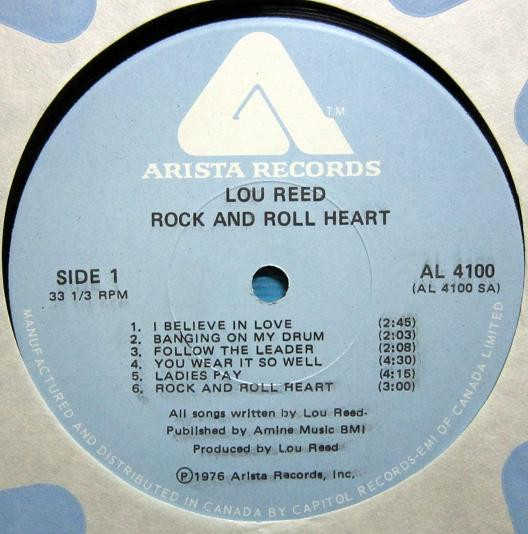 T.M.
ARISTA RECORDS
LOU REED
ROCK AND ROLL HEART
SIDE 1
33 1/3 RPM
AL 4100
(AL 4100 SA)
1. I BELIEVE IN LOVE (2:45)
2. BANGING ON MY DRUM (2:03)
3. FOLLOW THE LEADER (2:08)
4. YOU WEAR IT SO WELL (4:30)
5. LADIES PAY (4:15)
6. ROCK AND ROLL HEART (3:00)
All songs written by Lou Reed-
Published by Amine Music BMI
Produced by Lou Reed
Ⓟ1976 Arista Records, Inc.
MANUFACTURED AND DISTRIBUTED IN CANADA BY CAPITOL RECORDS-EMI OF CANADA LIMITED